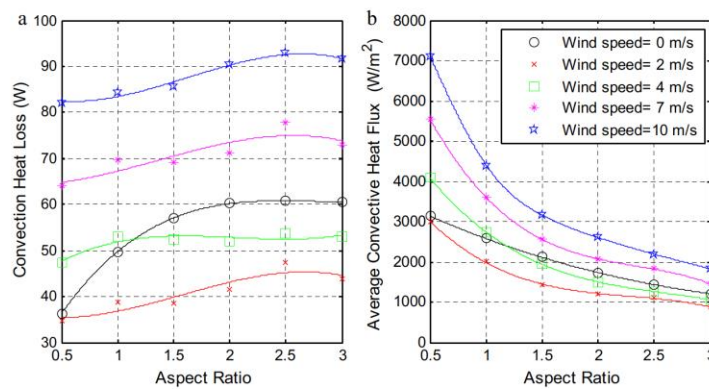 a
100
90
80
70
60
50
40
30
0.5
1
1.5
2
2.5
3
Convection Heat Loss (W)
Aspect Ratio
b
8000
7000
6000
5000
4000
3000
2000
1000
0
0.5
1
1.5
2
2.5
3
Average Convective Heat Flux (W/m²)
Aspect Ratio
Wind speed= 0 m/s
Wind speed= 2 m/s
Wind speed= 4 m/s
Wind speed= 7 m/s
Wind speed= 10 m/s